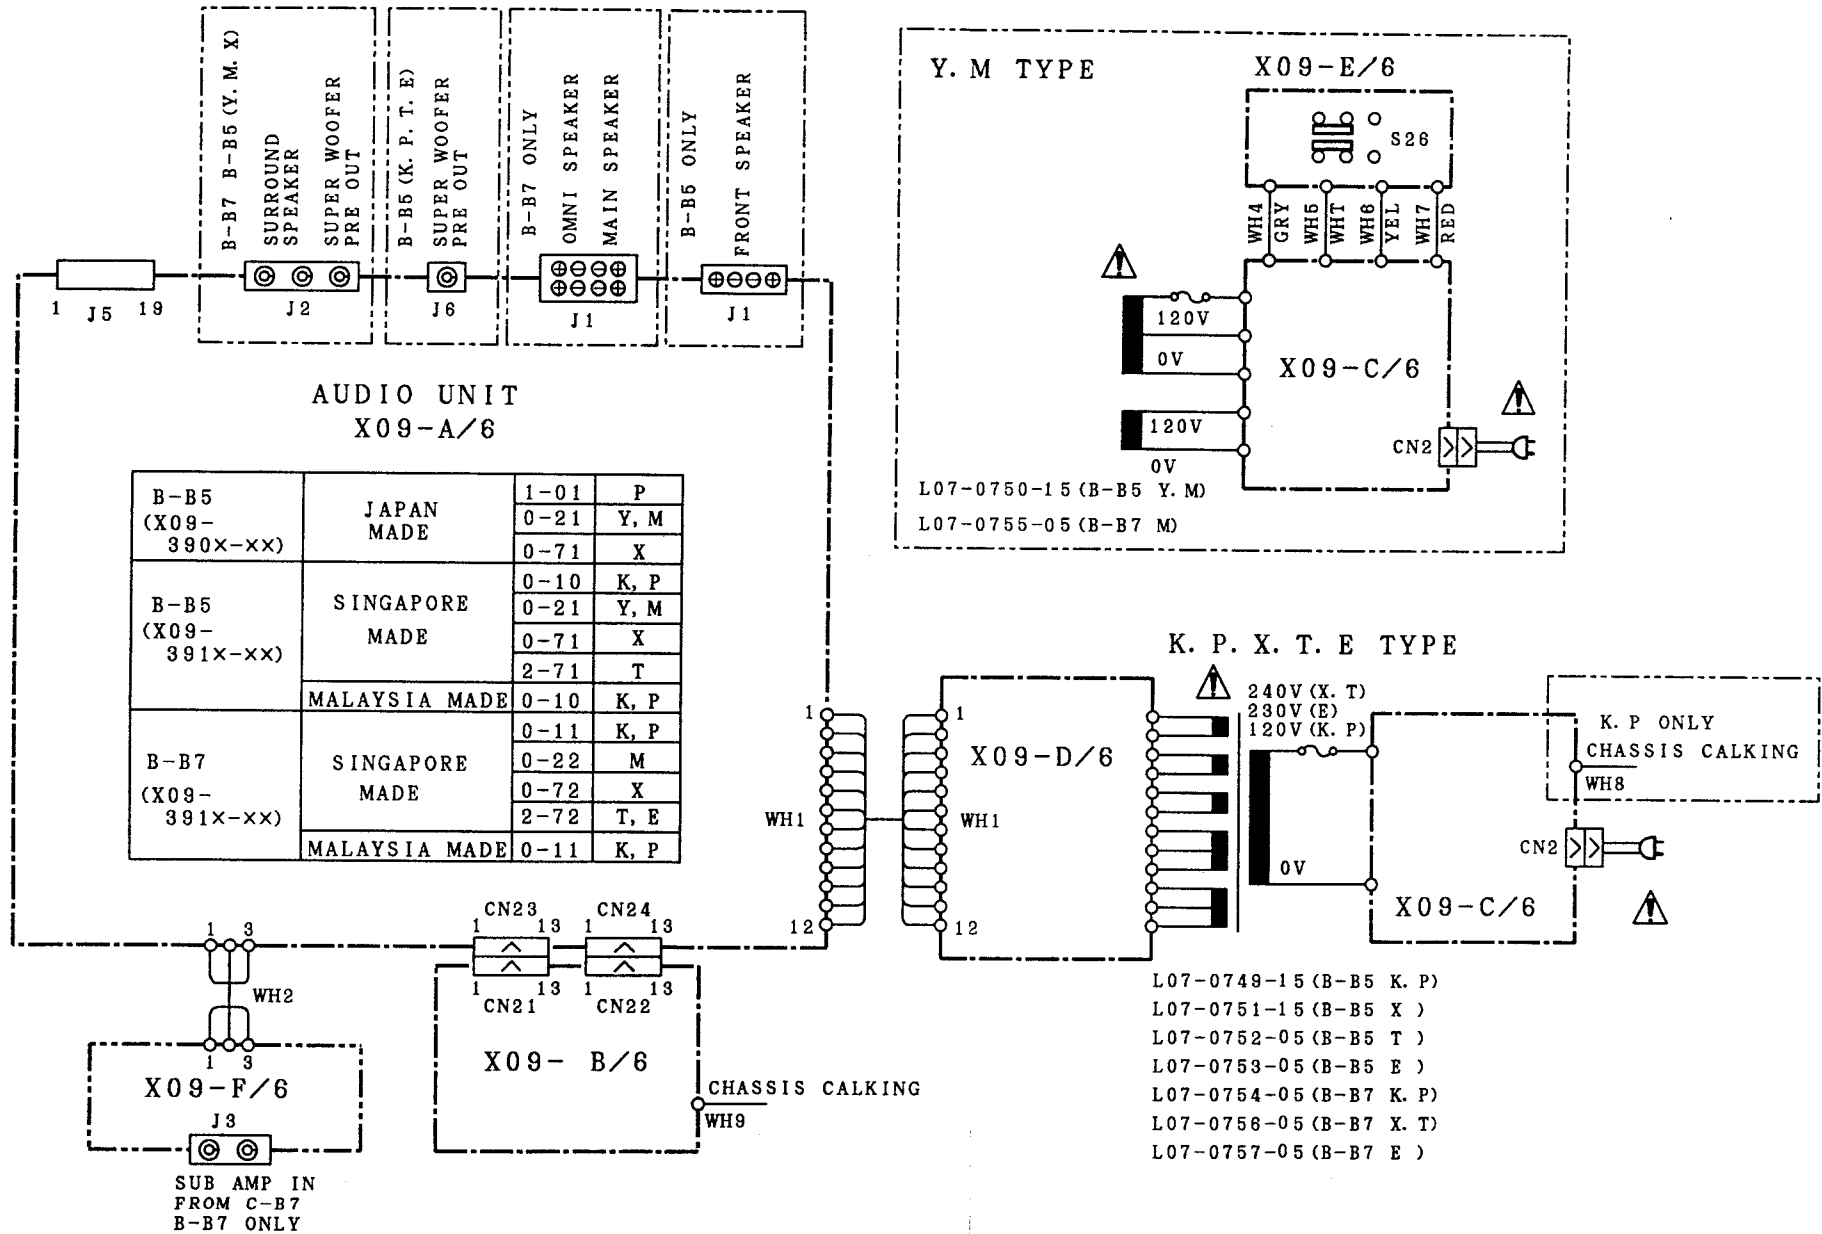 B-B7 B-B5(Y. M. X)
SURROUND
SPEAKER
SUPER WOOFER
PRE OUT
B-B5(K. P. T. E)
SUPER WOOFER
PRE OUT
B-B7 ONLY
OMNI SPEAKER
MAIN SPEAKER
B-B5 ONLY
FRONT SPEAKER
1 J5 19
J2
J6
J1
J1
AUDIO UNIT
X09-A/6
B-B5
(X09-
390X-XX)
JAPAN
MADE
1-01 P
0-21 Y, M
0-71 X
B-B5
(X09-
391X-XX)
SINGAPORE
MADE
0-10 K, P
0-21 Y, M
0-71 X
2-71 T
MALAYSIA MADE 0-10 K, P
B-B7
(X09-
391X-XX)
SINGAPORE
MADE
0-11 K, P
0-22 M
0-72 X
2-72 T, E
MALAYSIA MADE 0-11 K, P
Y. M TYPE
X09-E/6
S26
WH4
GRY
WH5
WHT
WH6
YEL
WH7
RED
120V
0V
120V
0V
X09-C/6
CN2
L07-0750-15(B-B5 Y. M)
L07-0755-05(B-B7 M)
K. P. X. T. E TYPE
240V(X. T)
230V(E)
120V(K. P)
0V
K. P ONLY
CHASSIS CALKING
WH8
CN2
X09-C/6
1
WH1
12
1
X09-D/6
WH1
12
L07-0749-15(B-B5 K. P)
L07-0751-15(B-B5 X )
L07-0752-05(B-B5 T )
L07-0753-05(B-B5 E )
L07-0754-05(B-B7 K. P)
L07-0756-05(B-B7 X. T)
L07-0757-05(B-B7 E )
CN23 CN24
1 13 1 13
1 13 1 13
CN21 CN22
X09- B/6
CHASSIS CALKING
WH9
1 3
WH2
1 3
X09-F/6
J3
SUB AMP IN
FROM C-B7
B-B7 ONLY